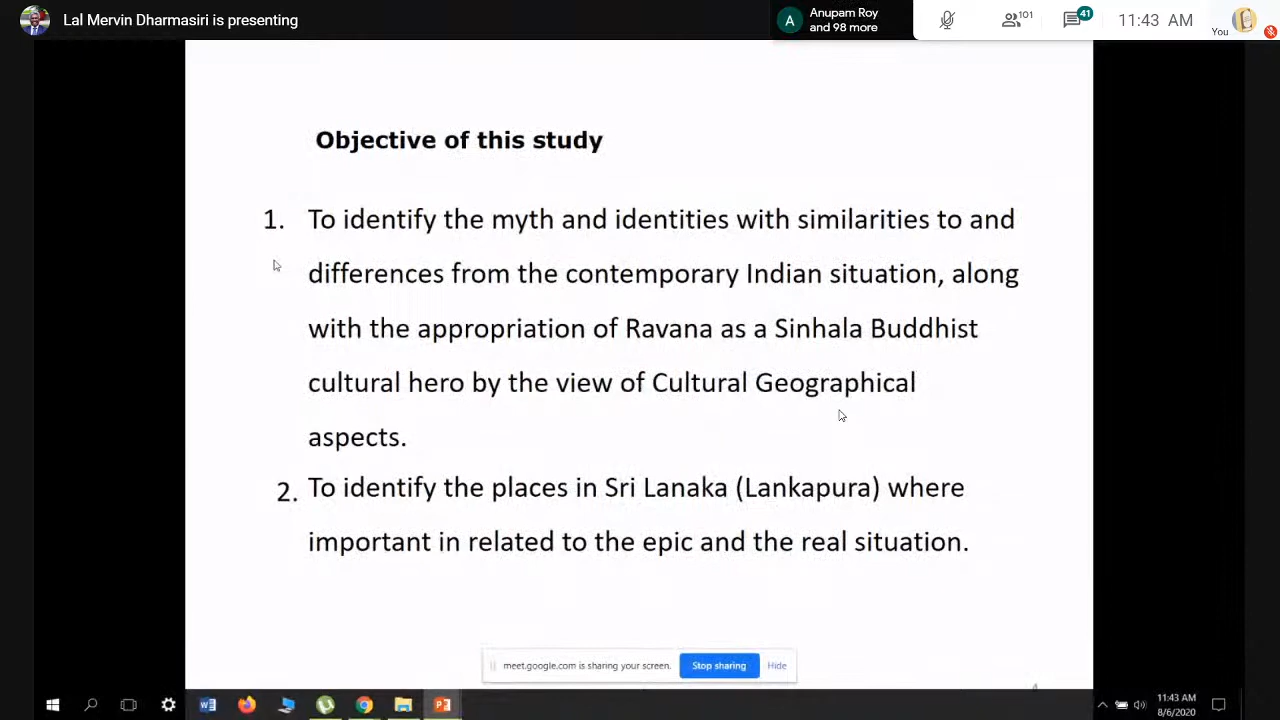 Lal Mervin Dharmasiri is presenting
A
Anupam Roy
and 98 more
101
41
11:43 AM
You
Objective of this study
1. To identify the myth and identities with similarities to and
differences from the contemporary Indian situation, along
with the appropriation of Ravana as a Sinhala Buddhist
cultural hero by the view of Cultural Geographical
aspects.
2. To identify the places in Sri Lanaka (Lankapura) where
important in related to the epic and the real situation.
meet.google.com is sharing your screen.
Stop sharing
Hide
4
11:43 AM
8/6/2020